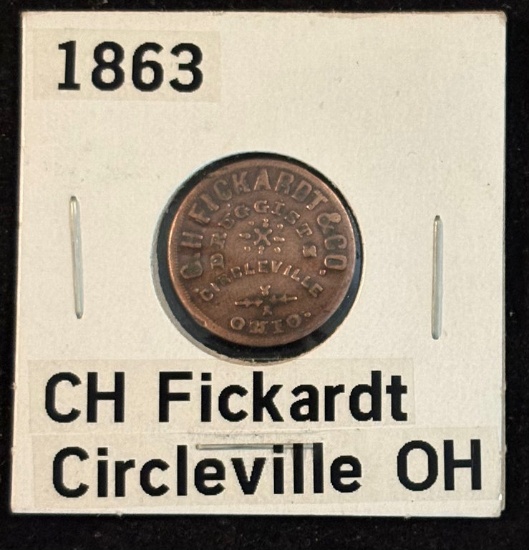 1863
G. H FICKARDT & CO
DRUGGISTS
CIRCLEVILLE
OHIO.
CH Fickardt
Circleville OH